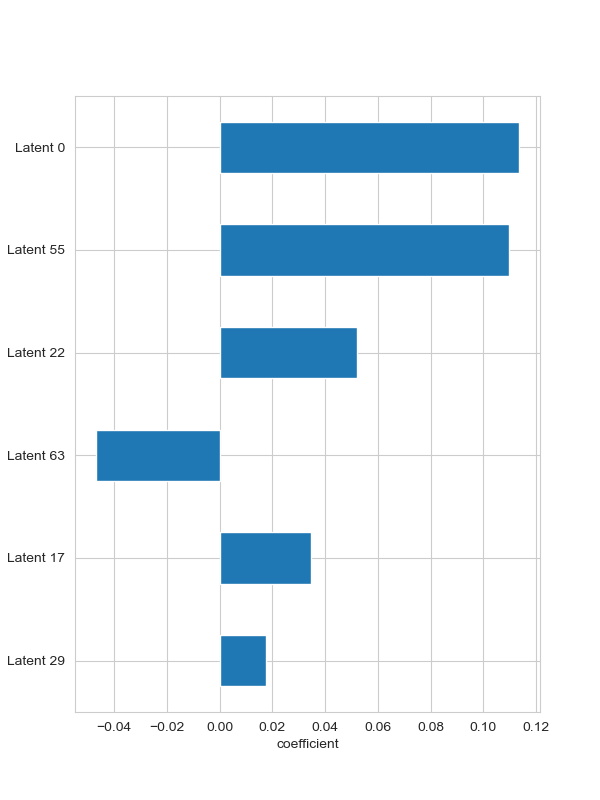 Latent 0
Latent 55
Latent 22
Latent 63
Latent 17
Latent 29
−0.04 −0.02 0.00 0.02 0.04 0.06 0.08 0.10 0.12
coefficient